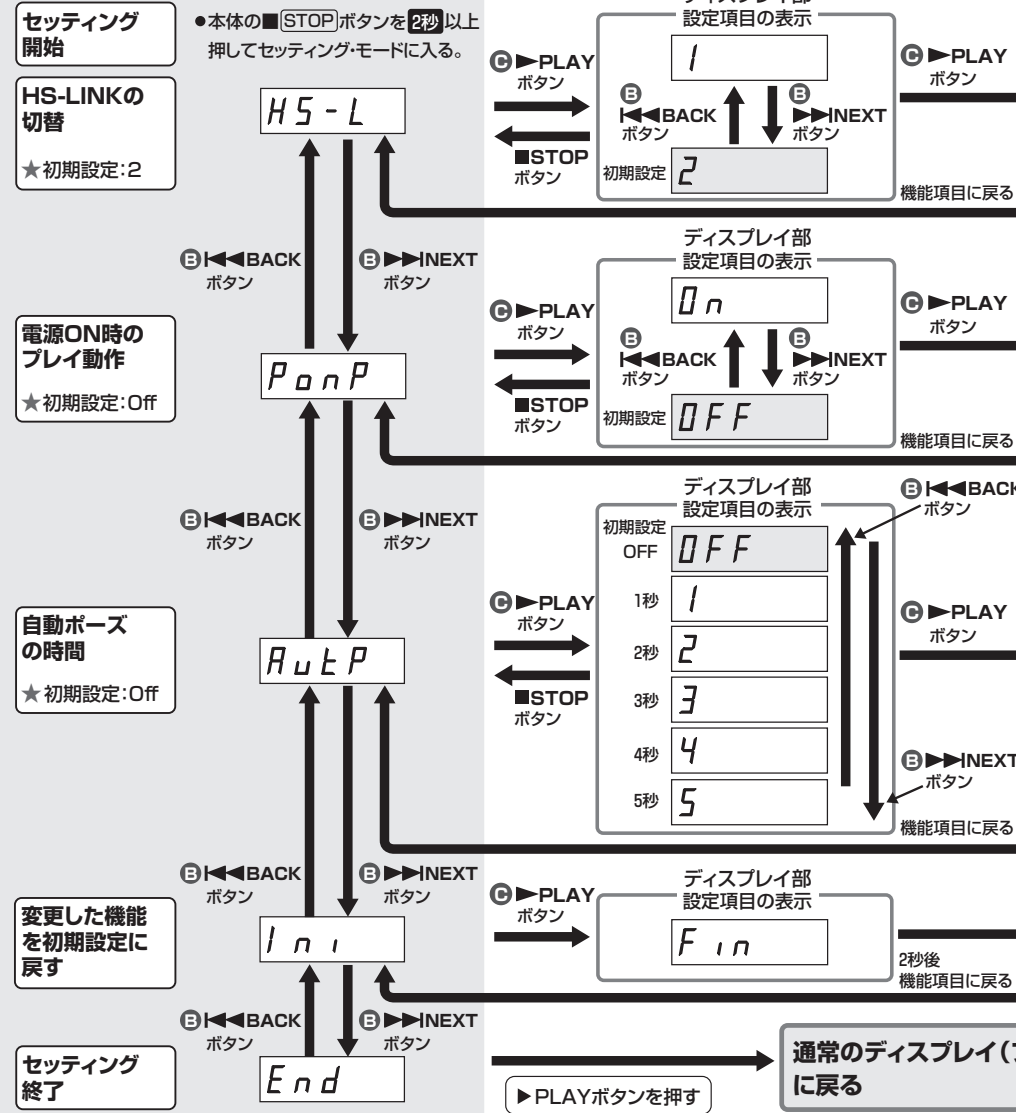 セッティング
開始
●本体の■STOPボタンを2秒以上
押してセッティング・モードに入る。
HS-LINKの
切替
★初期設定:2
HS-L
C ▶PLAY
ボタン
■STOP
ボタン
設定項目の表示
1
B
|◀◀BACK
ボタン
B
▶▶|NEXT
ボタン
初期設定
2
C ▶PLAY
ボタン
機能項目に戻る
B |◀◀BACK
ボタン
B ▶▶|NEXT
ボタン
電源ON時の
プレイ動作
★初期設定:Off
PonP
C ▶PLAY
ボタン
■STOP
ボタン
ディスプレイ部
設定項目の表示
On
B
|◀◀BACK
ボタン
B
▶▶|NEXT
ボタン
初期設定
OFF
C ▶PLAY
ボタン
機能項目に戻る
B |◀◀BACK
ボタン
B ▶▶|NEXT
ボタン
自動ポーズ
の時間
★初期設定:Off
AutP
C ▶PLAY
ボタン
■STOP
ボタン
ディスプレイ部
設定項目の表示
初期設定
OFF
OFF
1秒
1
2秒
2
3秒
3
4秒
4
5秒
5
B |◀◀BACK
ボタン
C ▶PLAY
ボタン
B ▶▶|NEXT
ボタン
機能項目に戻る
B |◀◀BACK
ボタン
B ▶▶|NEXT
ボタン
変更した機能
を初期設定に
戻す
Ini
C ▶PLAY
ボタン
ディスプレイ部
設定項目の表示
Fin
2秒後
機能項目に戻る
B |◀◀BACK
ボタン
B ▶▶|NEXT
ボタン
セッティング
終了
End
▶PLAYボタンを押す
通常のディスプレイ(
に戻る